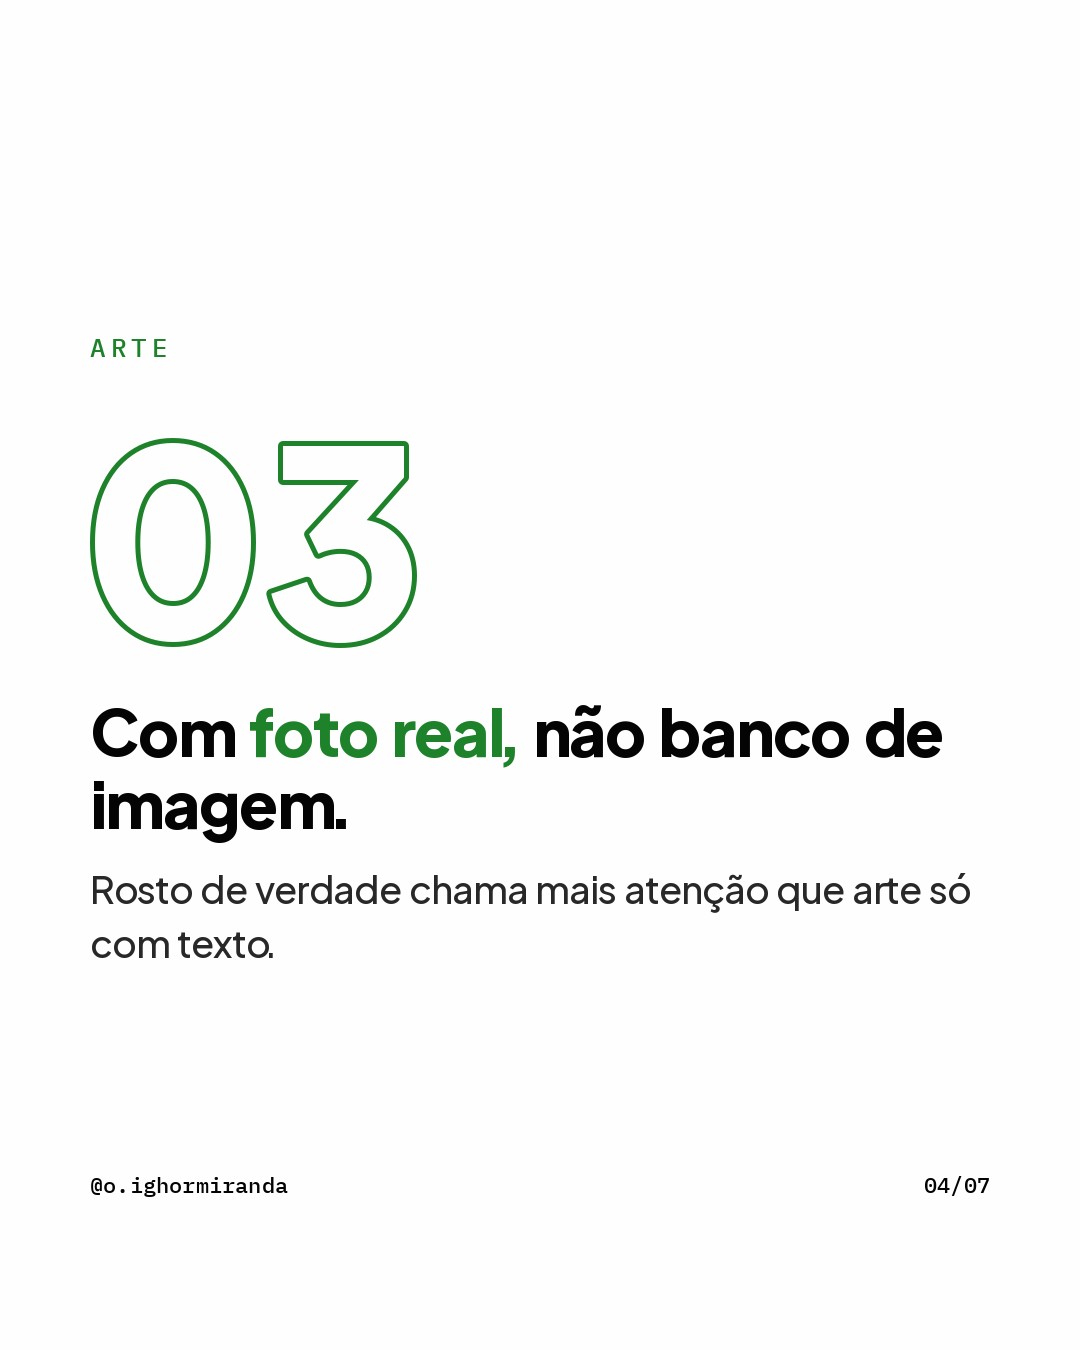 ARTE
03
Com foto real, não banco de
imagem.
Rosto de verdade chama mais atenção que arte só
com texto.
@o.ighormiranda
04/07